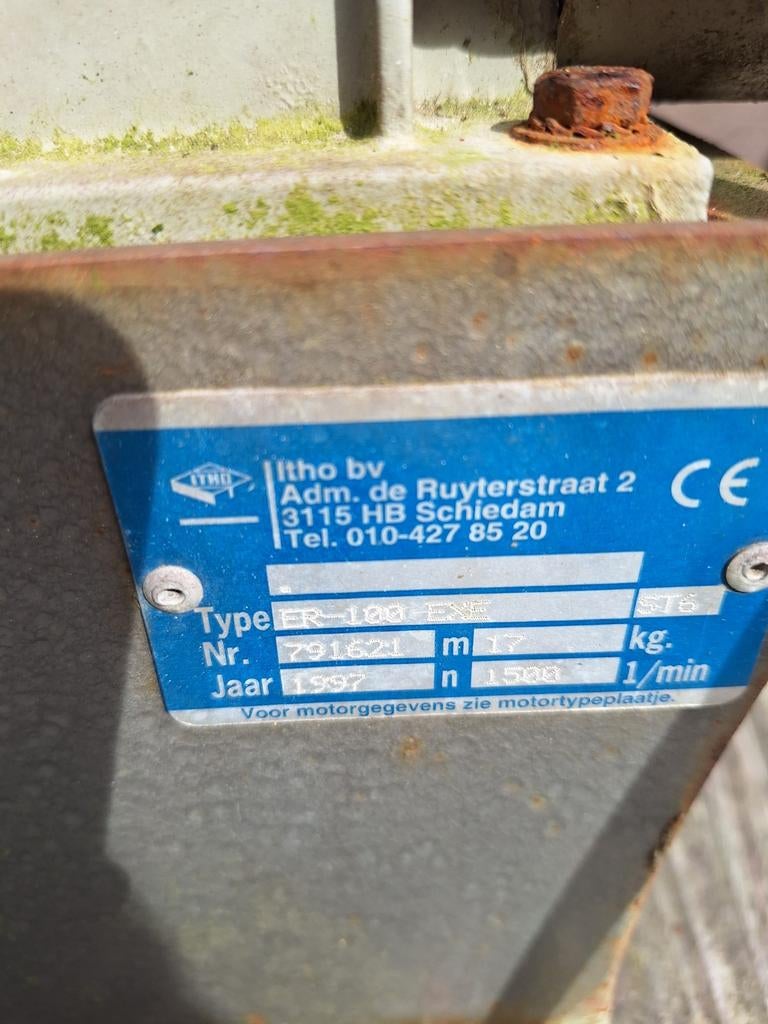 ITHO
Itho bv
Adm. de Ruyterstraat 2
3115 HB Schiedam
Tel. 010-427 85 20
CE
Type ER-100 EXE ST6
Nr. 791621 m 17 kg.
Jaar 1997 n 1500 1/min
Voor motorgegevens zie motortypeplaatje.